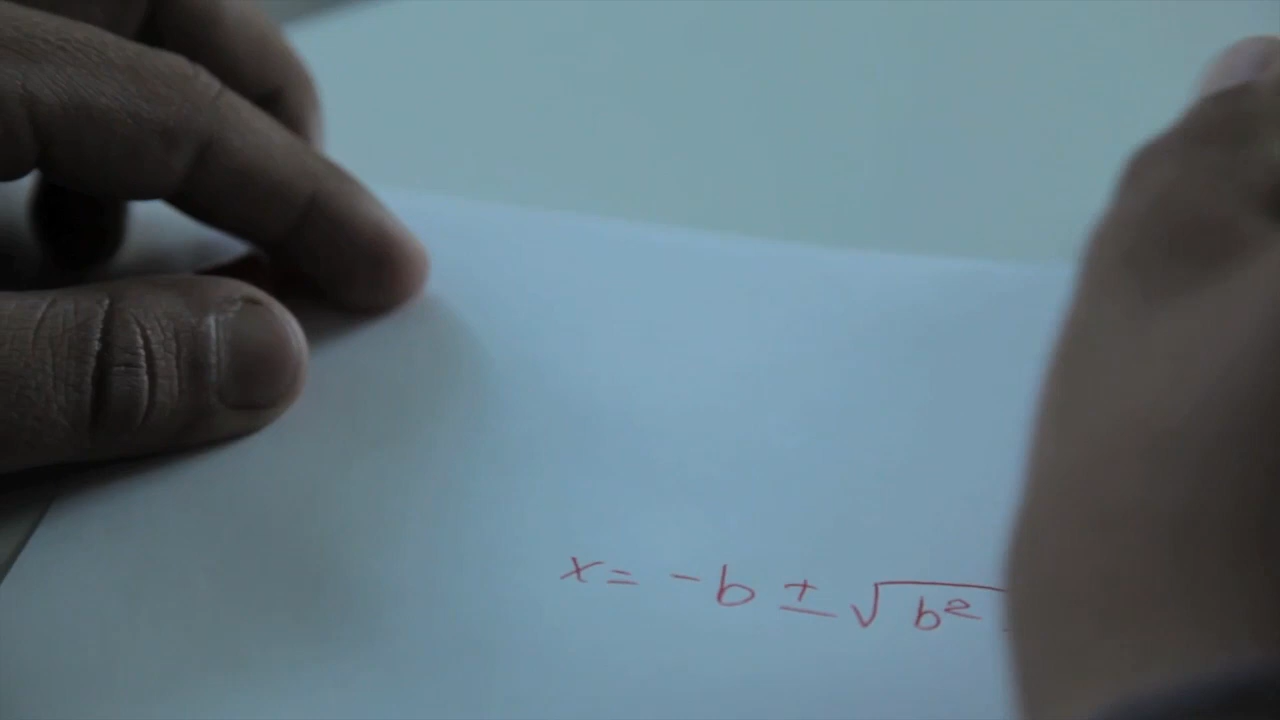 x = -b ± √b²